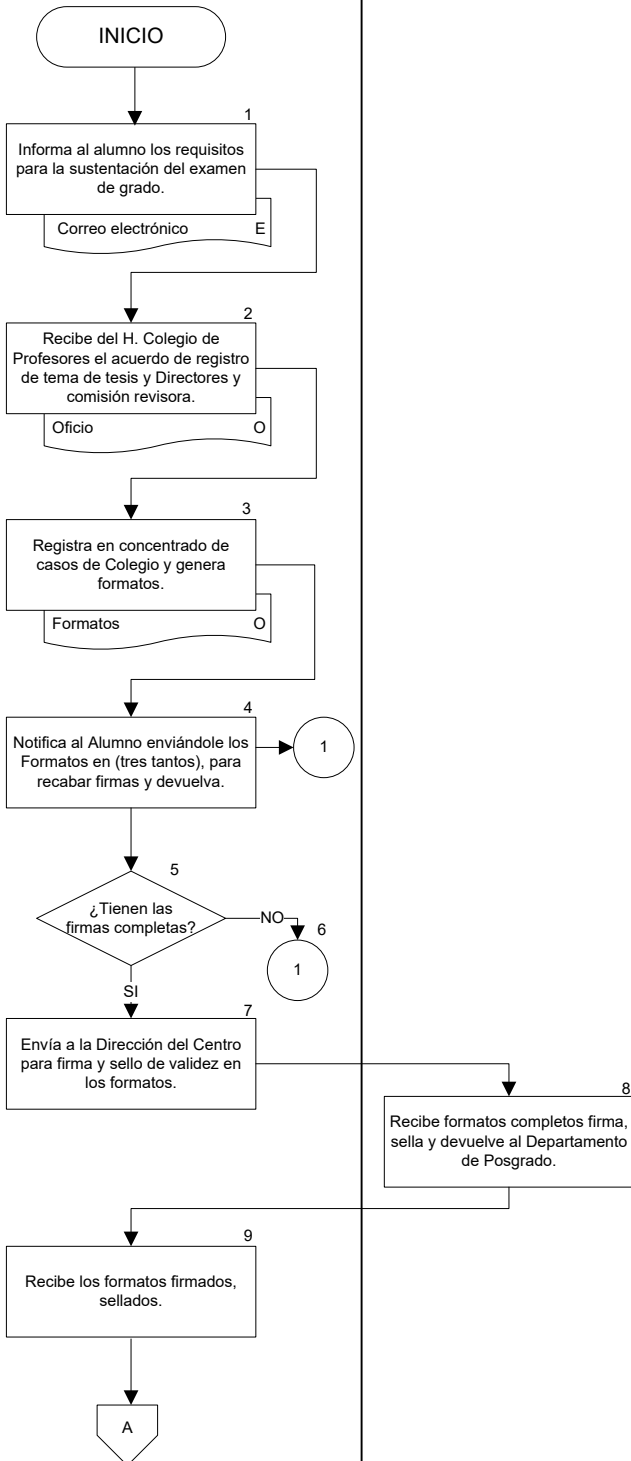 INICIO
1
Informa al alumno los requisitos
para la sustentación del examen
de grado.
Correo electrónico E
2
Recibe del H. Colegio de
Profesores el acuerdo de registro
de tema de tesis y Directores y
comisión revisora.
Oficio O
3
Registra en concentrado de
casos de Colegio y genera
formatos.
Formatos O
4
Notifica al Alumno enviándole los
Formatos en (tres tantos), para
recabar firmas y devuelva.
1
5
¿Tienen las
firmas completas?
NO
6
1
SI
7
Envía a la Dirección del Centro
para firma y sello de validez en
los formatos.
8
Recibe formatos completos firma,
sella y devuelve al Departamento
de Posgrado.
9
Recibe los formatos firmados,
sellados.
A